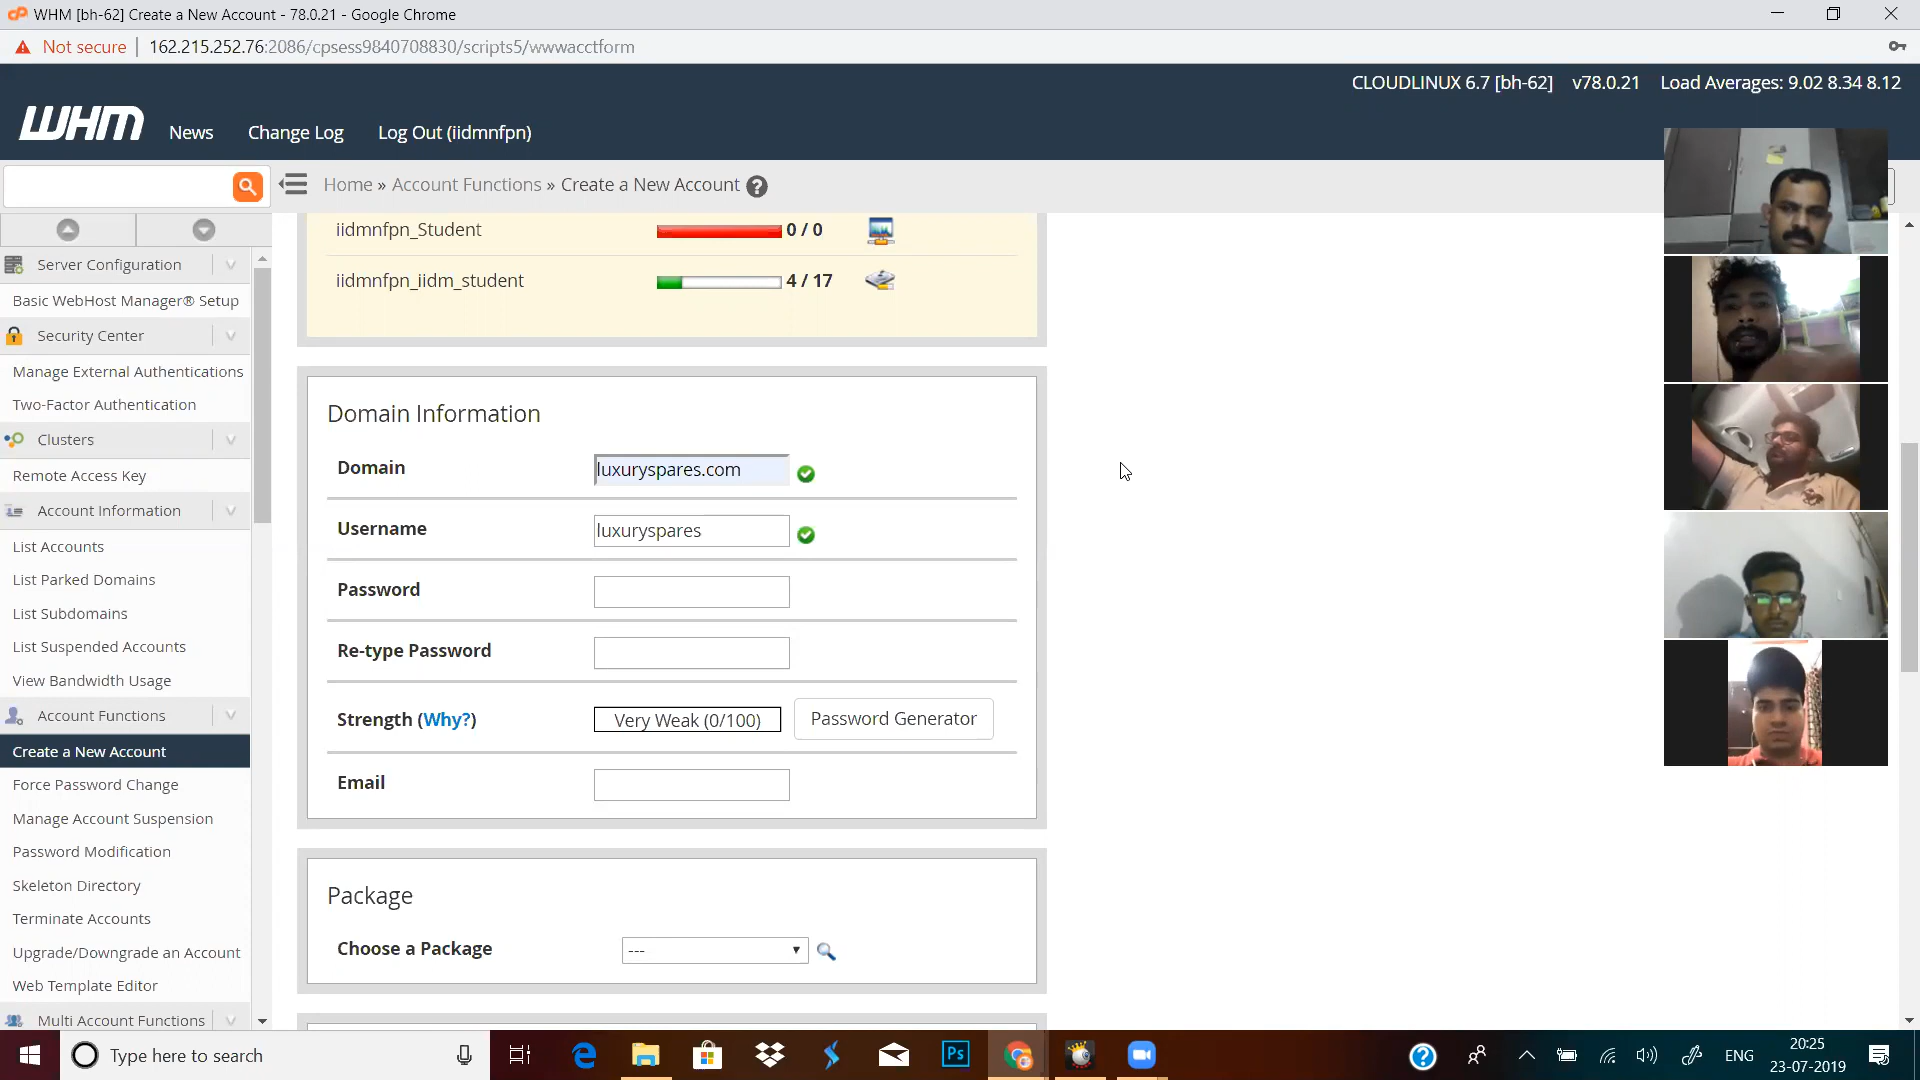 WHM [bh-62] Create a New Account - 78.0.21 - Google Chrome
Not secure | 162.215.252.76:2086/cpsess9840708830/scripts5/wwwacctform
CLOUDLINUX 6.7 [bh-62] v78.0.21 Load Averages: 9.02 8.34 8.12
WHM News Change Log Log Out (iidmnfpn)
Home » Account Functions » Create a New Account ?
Server Configuration
Basic WebHost Manager® Setup
Security Center
Manage External Authentications
Two-Factor Authentication
Clusters
Remote Access Key
Account Information
List Accounts
List Parked Domains
List Subdomains
List Suspended Accounts
View Bandwidth Usage
Account Functions
Create a New Account
Force Password Change
Manage Account Suspension
Password Modification
Skeleton Directory
Terminate Accounts
Upgrade/Downgrade an Account
Web Template Editor
Multi Account Functions
iidmnfpn_Student 0 / 0
iidmnfpn_iidm_student 4 / 17
Domain Information
Domain luxuryspares.com
Username luxuryspares
Password
Re-type Password
Strength (Why?) Very Weak (0/100) Password Generator
Email
Package
Choose a Package ---
Type here to search
Ps
ENG
20:25
23-07-2019